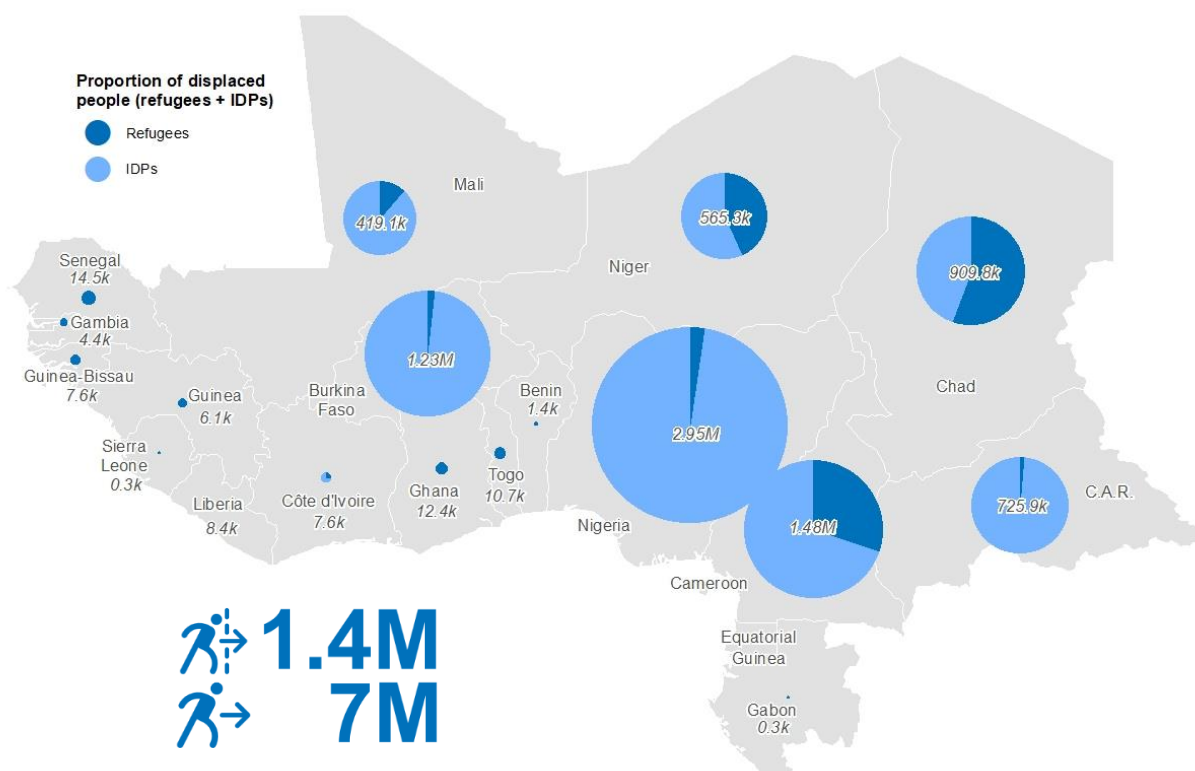 Proportion of displaced
people (refugees + IDPs)
Refugees
IDPs
Mali
419.1k
565.3k
Niger
909.8k
Chad
Senegal
14.5k
Gambia
4.4k
Guinea-Bissau
7.6k
Guinea
6.1k
Sierra
Leone
0.3k
Liberia
8.4k
Côte d'Ivoire
7.6k
Burkina
Faso
1.23M
Ghana
12.4k
Togo
10.7k
Benin
1.4k
2.95M
Nigeria
1.48M
Cameroon
725.9k
C.A.R.
Equatorial
Guinea
Gabon
0.3k
1.4M
7M